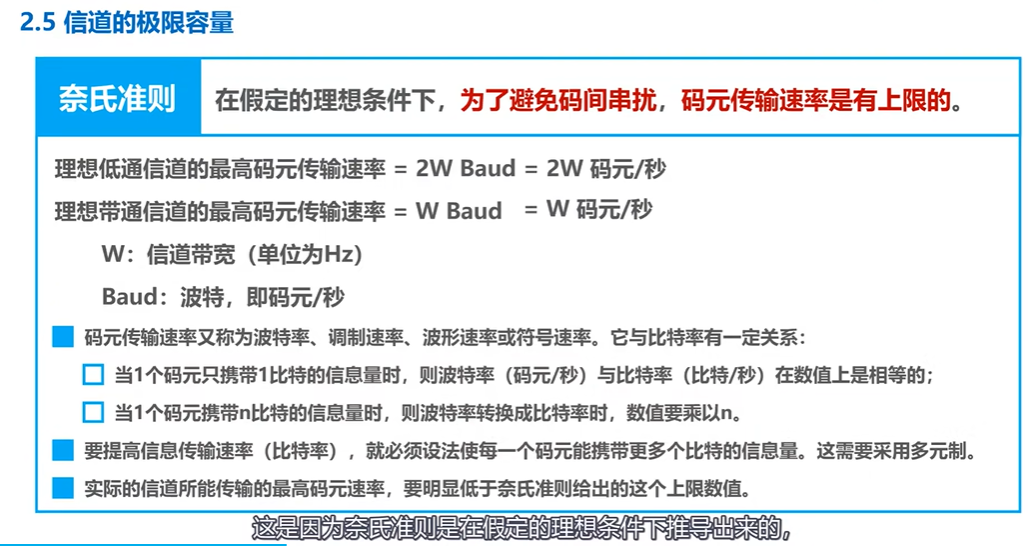 2.5 信道的极限容量
奈氏准则
在假定的理想条件下，为了避免码间串扰，码元传输速率是有上限的。
理想低通信道的最高码元传输速率 = 2W Baud = 2W 码元/秒
理想带通信道的最高码元传输速率 = W Baud = W 码元/秒
W：信道带宽（单位为Hz）
Baud：波特，即码元/秒
码元传输速率又称为波特率、调制速率、波形速率或符号速率。它与比特率有一定关系：
当1个码元只携带1比特的信息量时，则波特率（码元/秒）与比特率（比特/秒）在数值上是相等的；
当1个码元携带n比特的信息量时，则波特率转换成比特率时，数值要乘以n。
要提高信息传输速率（比特率），就必须设法使每一个码元能携带更多个比特的信息量。这需要采用多元制。
实际的信道所能传输的最高码元速率，要明显低于奈氏准则给出的这个上限数值。
这是因为奈氏准则是在假定的理想条件下推导出来的，